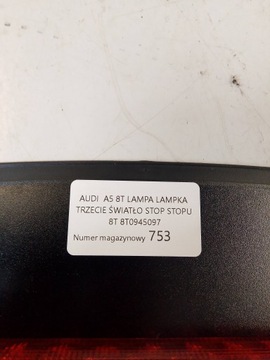 AUDI A5 8T LAMPA LAMPKA
TRZECIE ŚWIATŁO STOP STOPU
8T 8T0945097
Numer magazynowy 753